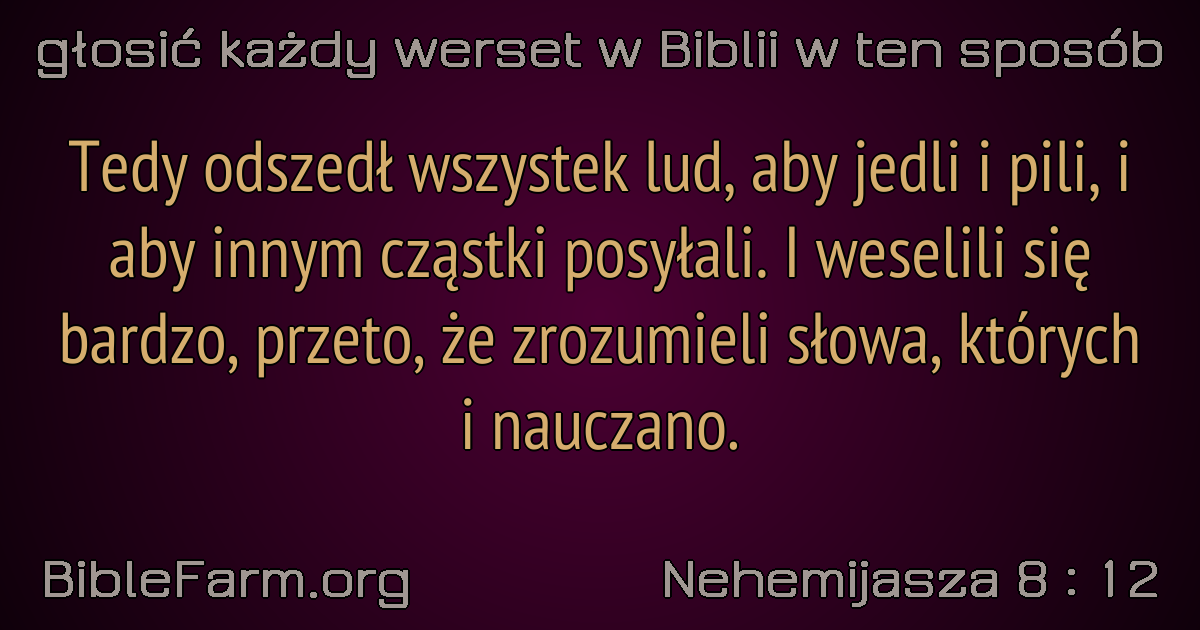 głosić każdy werset w Biblii w ten sposób
Tedy odszedł wszystek lud, aby jedli i pili, i
aby innym cząstki posyłali. I weselili się
bardzo, przeto, że zrozumieli słowa, których
i nauczano.
BibleFarm.org
Nehemijasza 8 : 12